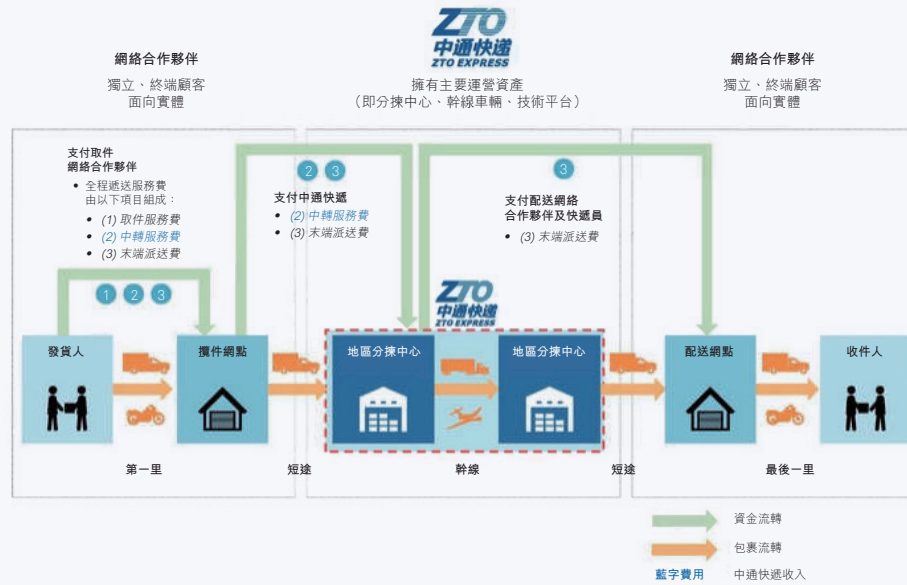 ZTO
中通快递
ZTO EXPRESS
網絡合作夥伴
獨立、終端顧客
面向實體
擁有主要運營資產
(即分揀中心、幹線車輛、技術平台)
網絡合作夥伴
獨立、終端顧客
面向實體
支付取件
網絡合作夥伴
• 全程遞送服務費
由以下項目組成:
• (1) 取件服務費
• (2) 中轉服務費
• (3) 末端派送費
1 2 3
2 3
支付中通快遞
• (2) 中轉服務費
• (3) 末端派送費
3
支付配送網絡
合作夥伴及快遞員
• (3) 末端派送費
ZTO
中通快递
ZTO EXPRESS
發貨人
攬件網點
地區分揀中心
地區分揀中心
配送網點
收件人
第一里
短途
幹線
短途
最後一里
資金流轉
包裹流轉
藍字費用 中通快遞收入